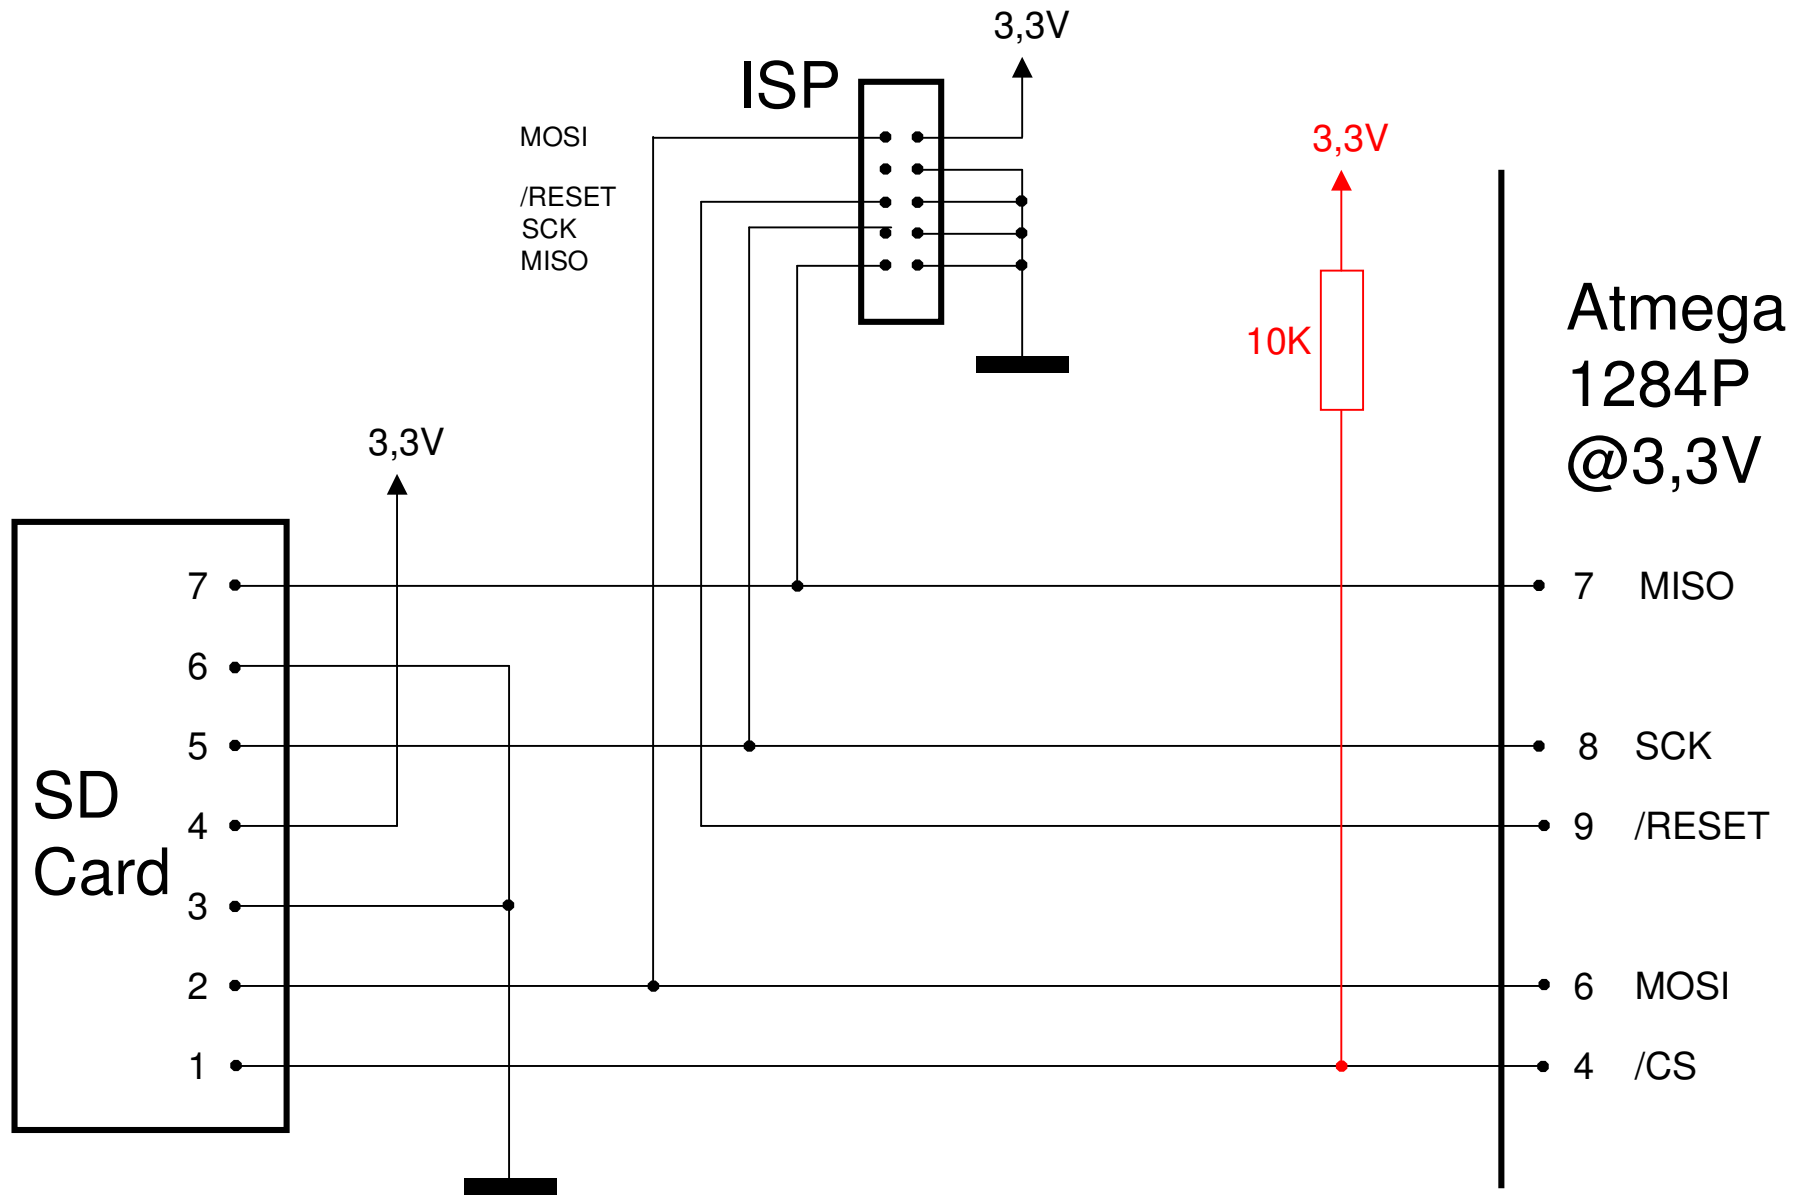 3,3V
ISP
MOSI
/RESET
SCK
MISO
3,3V
10K
Atmega
1284P
@3,3V
3,3V
SD
Card
7
6
5
4
3
2
1
7 MISO
8 SCK
9 /RESET
6 MOSI
4 /CS